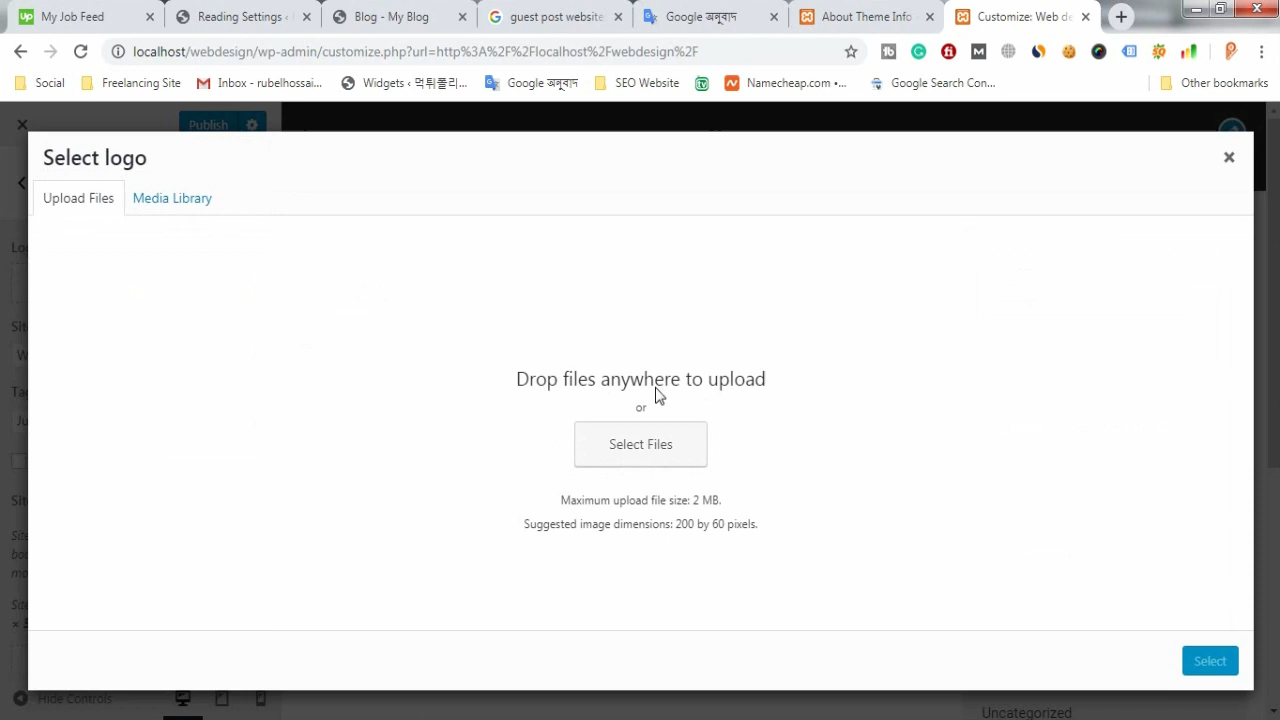 My Job Feed
Reading Settings ‹
Blog - My Blog
guest post website
Google অনুবাদ
About Theme Info
Customize: Web de
localhost/webdesign/wp-admin/customize.php?url=http%3A%2F%2Flocalhost%2Fwebdesign%2F
Social
Freelancing Site
Inbox - rubelhossai...
Widgets ‹ 먹튀폴리...
Google অনুবাদ
SEO Website
Namecheap.com •...
Google Search Con...
Other bookmarks
Publish
Select logo
Upload Files
Media Library
Drop files anywhere to upload
or
Select Files
Maximum upload file size: 2 MB.
Suggested image dimensions: 200 by 60 pixels.
Select
Hide Controls
Uncategorized